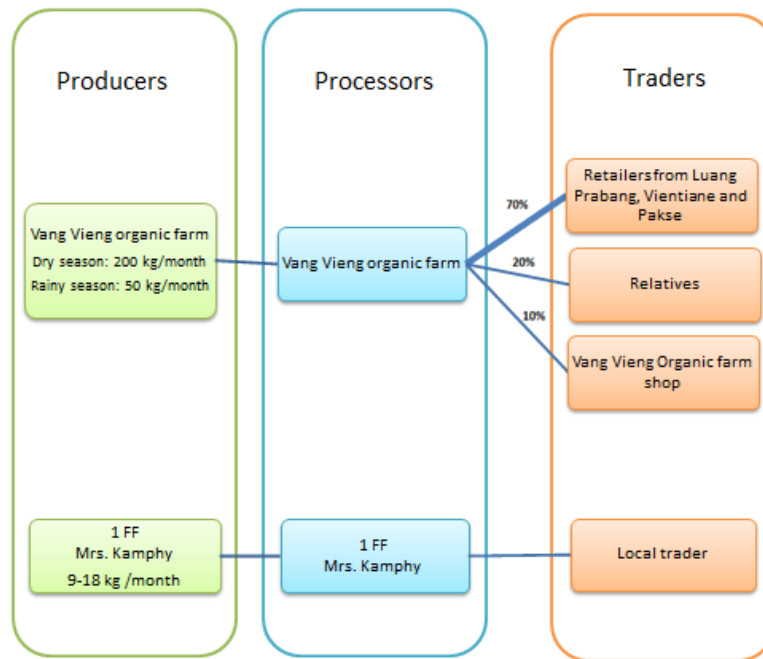 Producers
Processors
Traders
Vang Vieng organic farm
Dry season: 200 kg/month
Rainy season: 50 kg/month
Vang Vieng organic farm
70%
20%
10%
Retailers from Luang
Prabang, Vientiane and
Pakse
Relatives
Vang Vieng Organic farm
shop
1 FF
Mrs. Kamphy
9-18 kg /month
1 FF
Mrs. Kamphy
Local trader